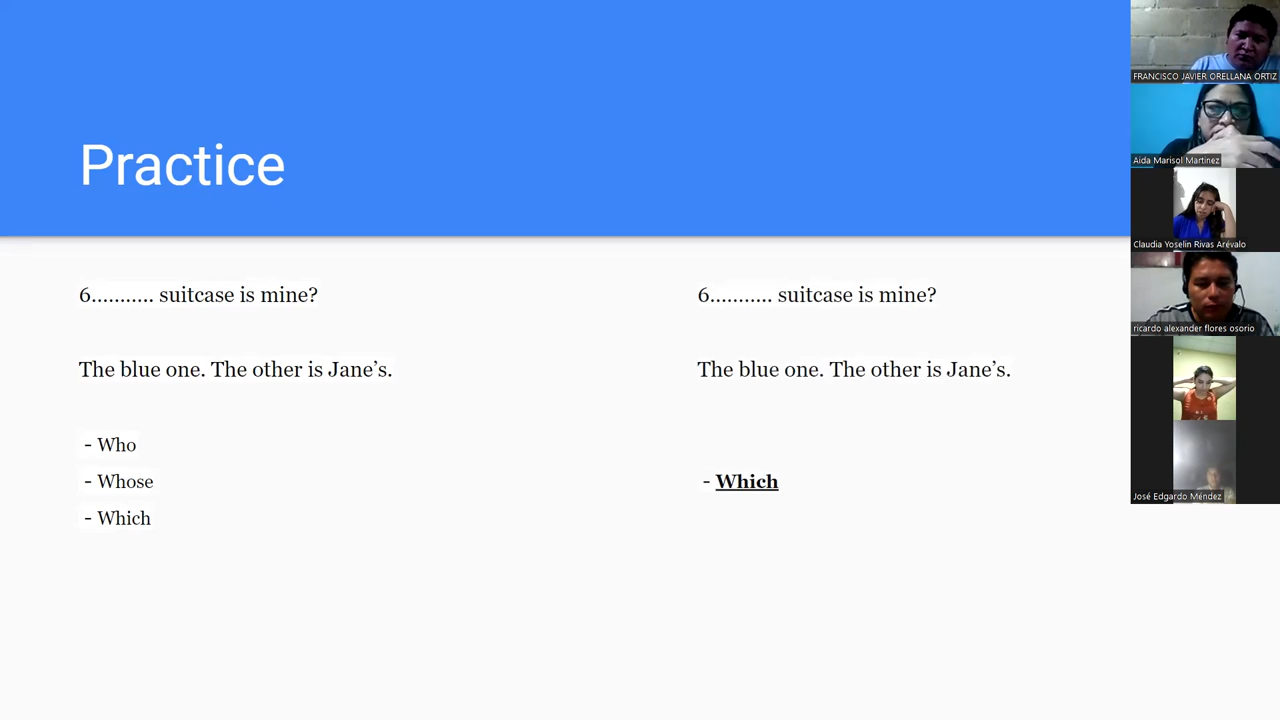 Practice
6........... suitcase is mine?
The blue one. The other is Jane’s.
- Who
- Whose
- Which
6........... suitcase is mine?
The blue one. The other is Jane’s.
- Which
FRANCISCO JAVIER ORELLANA ORTIZ
Aida Marisol Martinez
Claudia Yoselin Rivas Arévalo
ricardo alexander flores osorio
José Edgardo Méndez